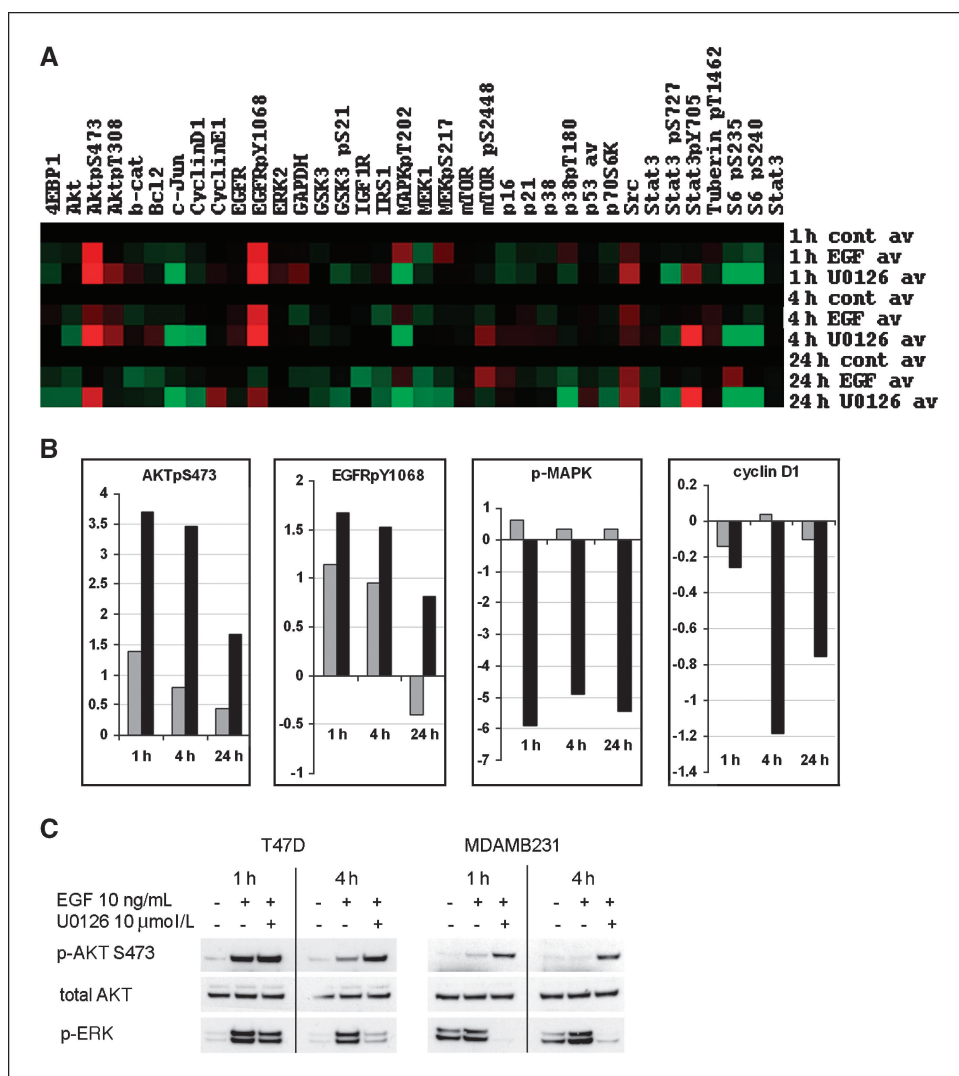 A
4EBP1
Akt
AktpS473
AktpT308
b-cat
Bcl2
c-Jun
CyclinD1
CyclinE1
EGFR
EGFRpY1068
ERK2
GAPDH
GSK3
GSK3 pS21
IGF1R
IRS1
MAPKpT202
MEK1
MEKpS217
mTOR
mTOR pS2448
p16
p21
p38
p38pT180
p53 av
p70S6K
Src
Stat3
Stat3 pS727
Stat3pY705
Tuberin pT1462
S6 pS235
S6 pS240
Stat3
1h cont av
1h EGF av
1h U0126 av
4h cont av
4h EGF av
4h U0126 av
24h cont av
24h EGF av
24h U0126 av
B
AKTpS473
4
3.5
3
2.5
2
1.5
1
0.5
0
1 h 4 h 24 h
EGFRpY1068
2
1.5
1
0.5
0
-0.5
-1
1 h 4 h 24 h
p-MAPK
1
0
-1
-2
-3
-4
-5
-6
-7
1 h 4 h 24 h
cyclin D1
0.2
0
-0.2
-0.4
-0.6
-0.8
-1
-1.2
-1.4
1 h 4 h 24 h
C
T47D MDAMB231
1 h 4 h 1 h 4 h
EGF 10 ng/mL - + + - + + - + + - + +
U0126 10 μmol/L - - + - - + - - + - - +
p-AKT S473
total AKT
p-ERK